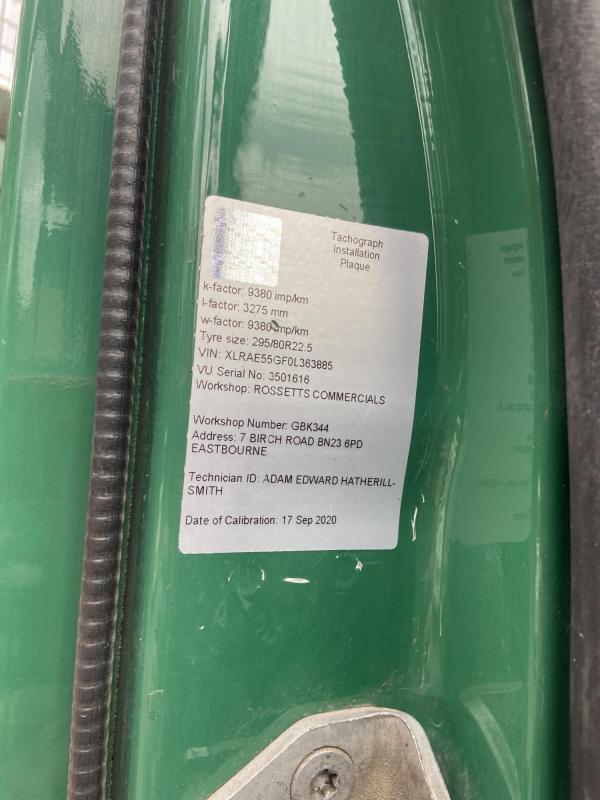 Tachograph
Installation
Plaque
k-factor: 9380 imp/km
l-factor: 3275 mm
w-factor: 9380 imp/km
Tyre size: 295/80R22.5
VIN: XLRAE55GF0L363885
VU Serial No: 3501616
Workshop: ROSSETTS COMMERCIALS
Workshop Number: GBK344
Address: 7 BIRCH ROAD BN23 6PD
EASTBOURNE
Technician ID: ADAM EDWARD HATHERILL-
SMITH
Date of Calibration: 17 Sep 2020